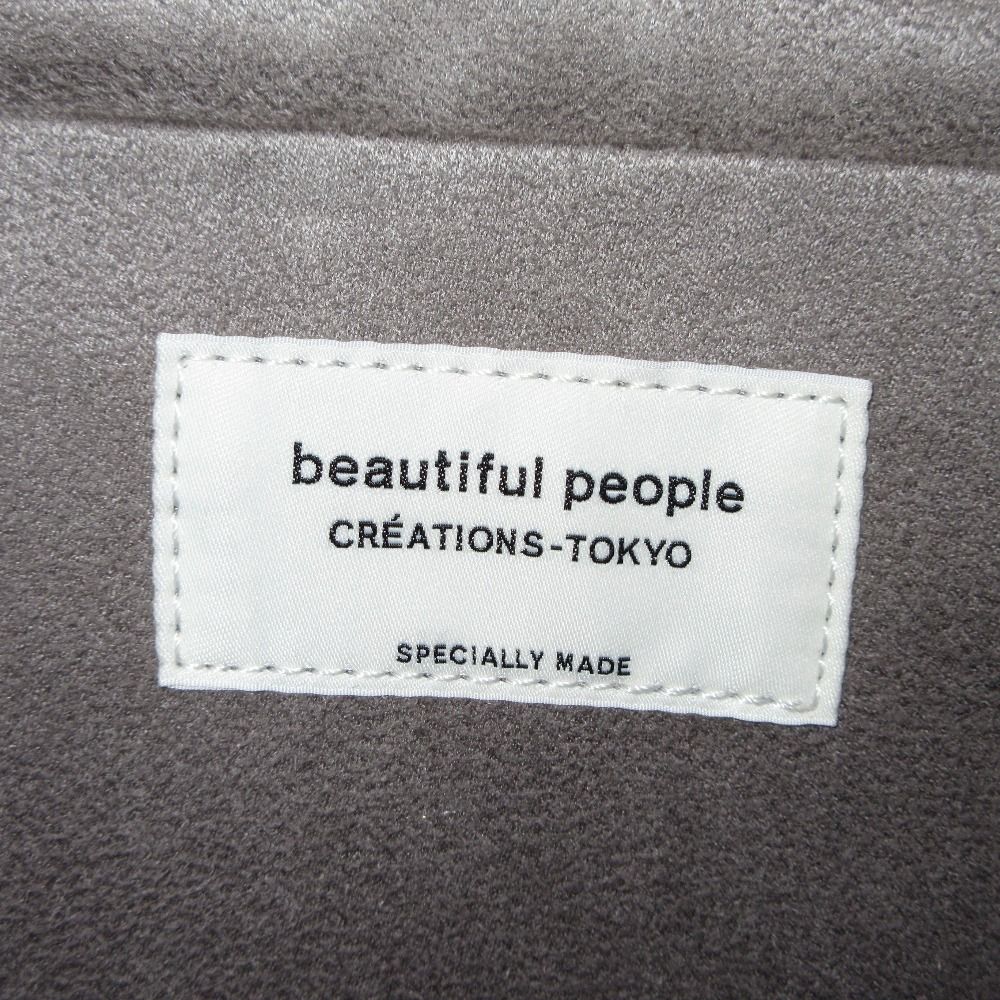 beautiful people
CRÉATIONS-TOKYO
SPECIALLY MADE